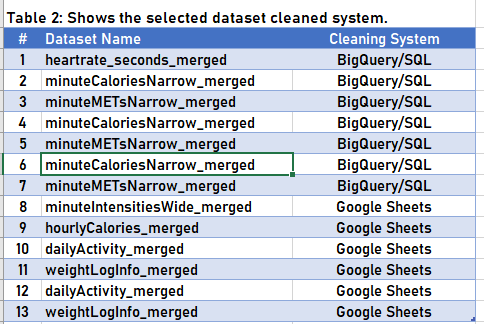 Table 2: Shows the selected dataset cleaned system.
# Dataset Name Cleaning System
1 heartrate_seconds_merged BigQuery/SQL
2 minuteCaloriesNarrow_merged BigQuery/SQL
3 minuteMETsNarrow_merged BigQuery/SQL
4 minuteCaloriesNarrow_merged BigQuery/SQL
5 minuteMETsNarrow_merged BigQuery/SQL
6 minuteCaloriesNarrow_merged BigQuery/SQL
7 minuteMETsNarrow_merged BigQuery/SQL
8 minuteIntensitiesWide_merged Google Sheets
9 hourlyCalories_merged Google Sheets
10 dailyActivity_merged Google Sheets
11 weightLogInfo_merged Google Sheets
12 dailyActivity_merged Google Sheets
13 weightLogInfo_merged Google Sheets